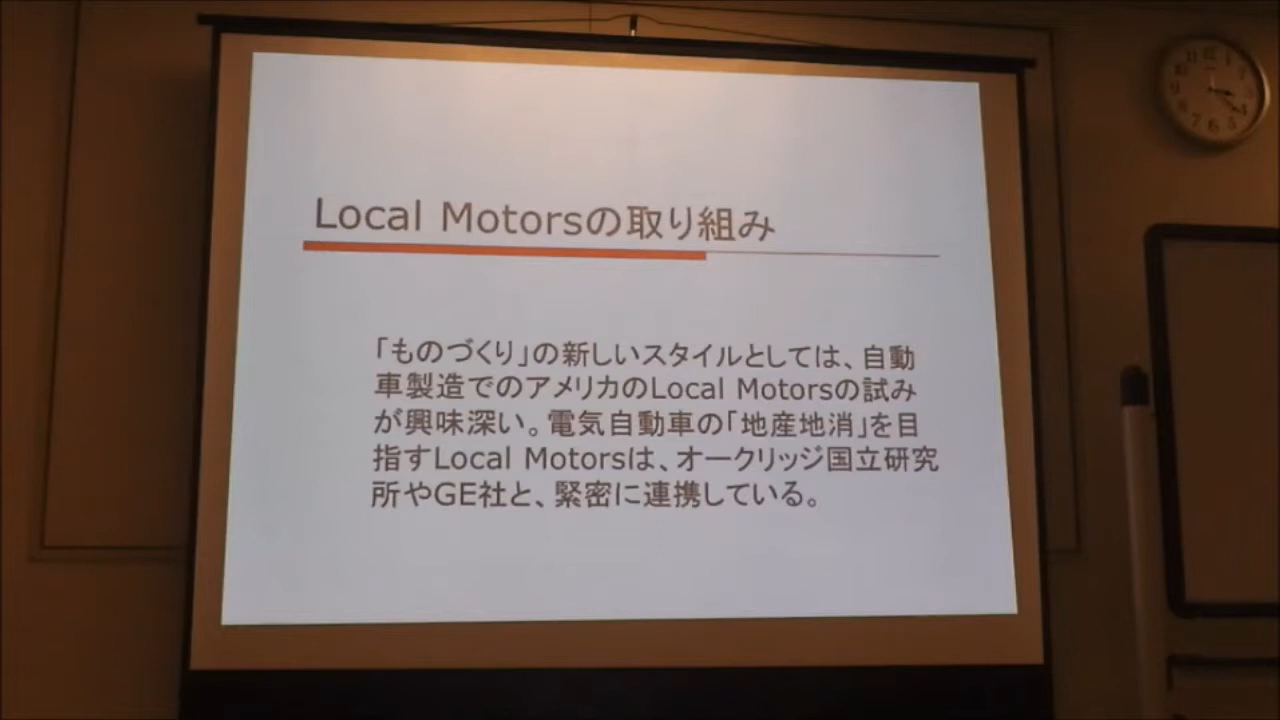 Local Motorsの取り組み
「ものづくり」の新しいスタイルとしては、自動
車製造でのアメリカのLocal Motorsの試み
が興味深い。電気自動車の「地産地消」を目
指すLocal Motorsは、オークリッジ国立研究
所やGE社と、緊密に連携している。